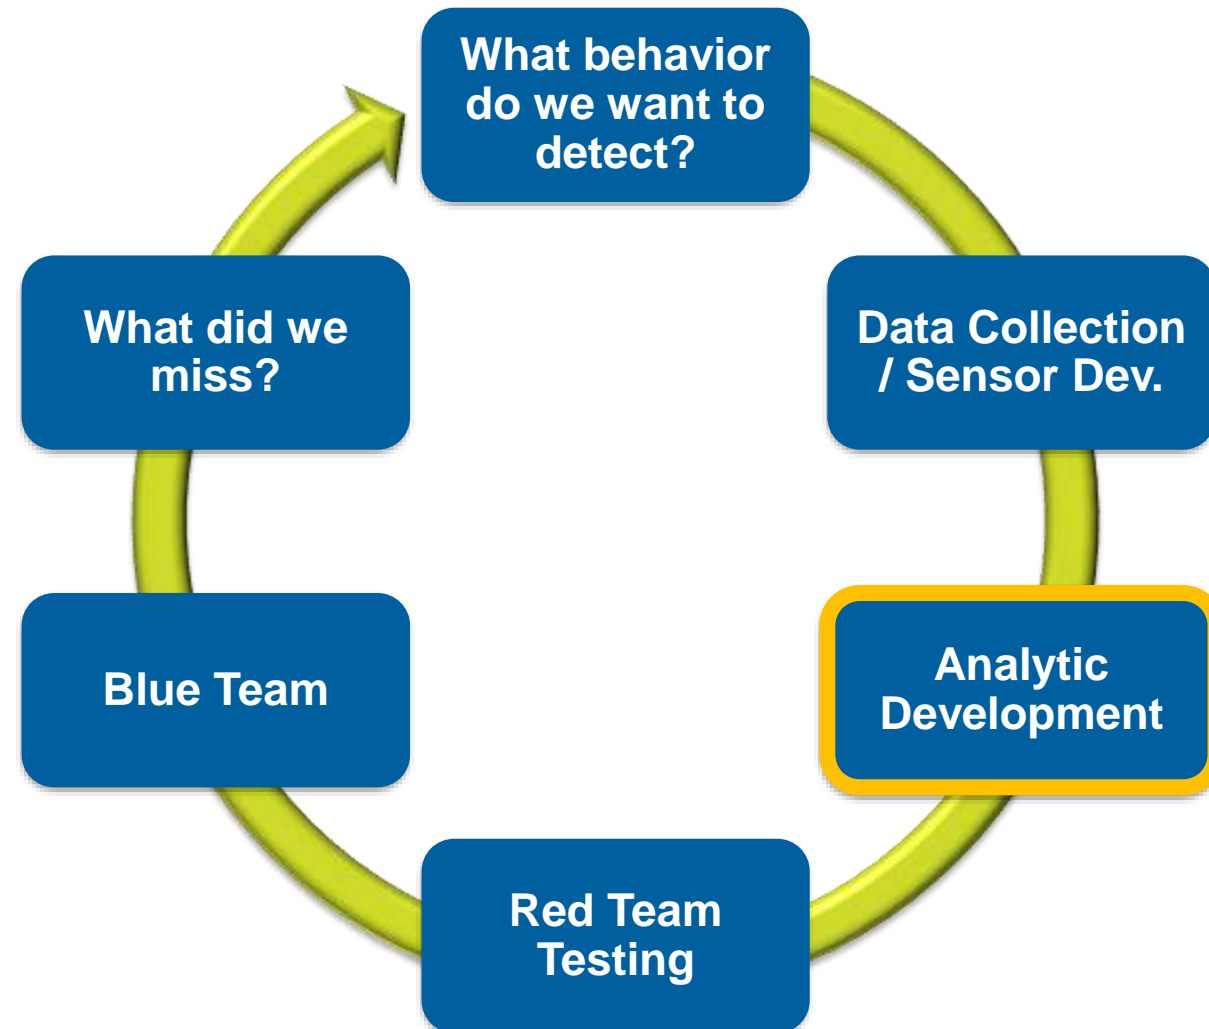 What behavior
do we want to
detect?
Data Collection
/ Sensor Dev.
Analytic
Development
Red Team
Testing
Blue Team
What did we
miss?